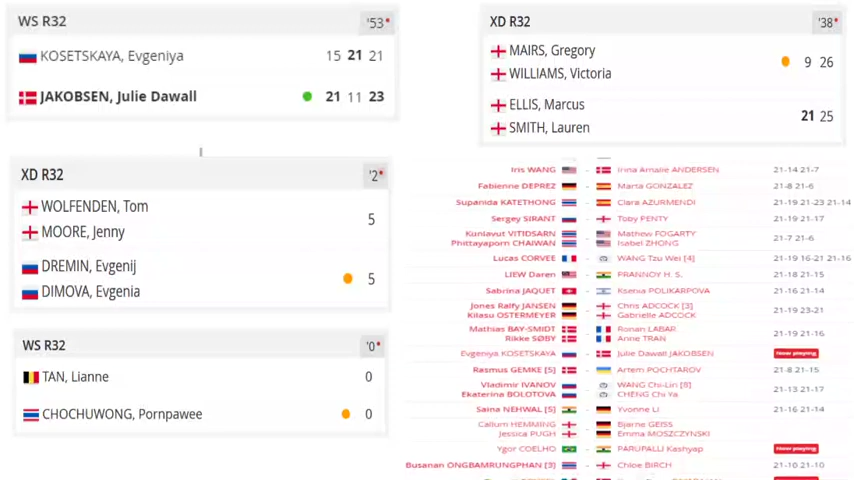 WS R32 '53
KOSETSKAYA, Evgeniya 15 21 21
JAKOBSEN, Julie Dawall 21 11 23
XD R32 '38
MAIRS, Gregory
WILLIAMS, Victoria 9 26
ELLIS, Marcus
SMITH, Lauren 21 25
XD R32 '2
WOLFENDEN, Tom
MOORE, Jenny 5
DREMIN, Evgenij
DIMOVA, Evgenia 5
WS R32 '0
TAN, Lianne 0
CHOCHUWONG, Pornpawee 0
Iris WANG - Irina Amalie ANDERSEN 21-14 21-7
Fabienne DEPREZ - Marta GONZALEZ 21-8 21-6
Supanida KATETHONG - Clara AZURMENDI 21-19 21-23 21-14
Sergey SIRANT - Toby PENTY 21-19 21-17
Kunlavut VITIDSARN - Mathew FOGARTY
Phittayaporn CHAIWAN - Isabel ZHONG 21-7 21-6
Lucas CORVEE - WANG Tzu Wei [4] 21-19 16-21 21-16
LIEW Daren - PRANNOY H. S. 21-18 21-15
Sabrina JAQUET - Ksenia POLIKARPOVA 21-16 21-14
Jones Ralfy JANSEN - Chris ADCOCK [3]
Kilasu OSTERMEYER - Gabrielle ADCOCK 21-19 23-21
Mathias BAY-SMIDT - Ronan LABAR
Rikke SØBY - Anne TRAN 21-19 21-16
Evgeniya KOSETSKAYA - Julie Dawall JAKOBSEN Now playing
Rasmus GEMKE [5] - Artem POCHTAROV 21-8 21-15
Vladimir IVANOV - WANG Chi-Lin [8]
Ekaterina BOLOTOVA - CHENG Chi Ya 21-13 21-17
Saina NEHWAL [5] - Yvonne LI 21-16 21-14
Callum HEMMING - Bjarne GEISS
Jessica PUGH - Emma MOSZCZYNSKI
Ygor COELHO - PARUPALLI Kashyap Now playing
Busanan ONGBAMRUNGPHAN [3] - Chloe BIRCH 21-10 21-10